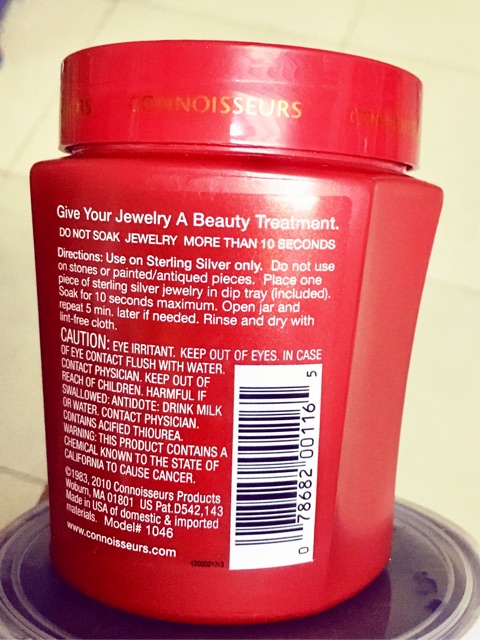 CONNOISSEURS
Give Your Jewelry A Beauty Treatment.
DO NOT SOAK JEWELRY MORE THAN 10 SECONDS
Directions: Use on Sterling Silver only. Do not use
on stones or painted/antiqued pieces. Place one
piece of sterling silver jewelry in dip tray (included).
Soak for 10 seconds maximum. Open jar and
repeat 5 min. later if needed. Rinse and dry with
lint-free cloth.
CAUTION: EYE IRRITANT. KEEP OUT OF EYES. IN CASE
OF EYE CONTACT FLUSH WITH WATER.
CONTACT PHYSICIAN. KEEP OUT OF
REACH OF CHILDREN. HARMFUL IF
SWALLOWED: ANTIDOTE: DRINK MILK
OR WATER. CONTACT PHYSICIAN.
CONTAINS ACIFIED THIOUREA.
WARNING: THIS PRODUCT CONTAINS A
CHEMICAL KNOWN TO THE STATE OF
CALIFORNIA TO CAUSE CANCER.
©1983, 2010 Connoisseurs Products
Woburn, MA 01801 US Pat.D542,143
Made in USA of domestic & imported
materials. Model# 1046
www.connoisseurs.com
0 78682 00116 5